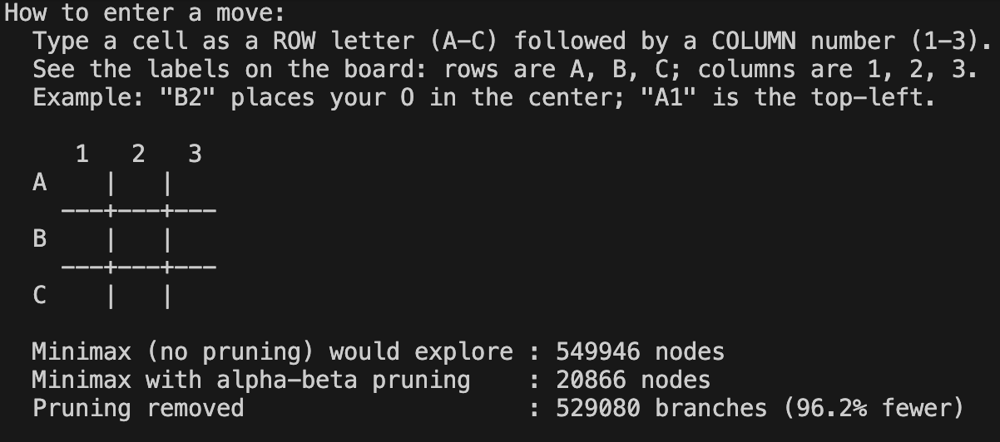 How to enter a move:
  Type a cell as a ROW letter (A–C) followed by a COLUMN number (1–3).
  See the labels on the board: rows are A, B, C; columns are 1, 2, 3.
  Example: "B2" places your O in the center; "A1" is the top-left.

     1   2   3
  A    |   |
    ---+---+---
  B    |   |
    ---+---+---
  C    |   |

  Minimax (no pruning) would explore : 549946 nodes
  Minimax with alpha-beta pruning    : 20866 nodes
  Pruning removed                    : 529080 branches (96.2% fewer)